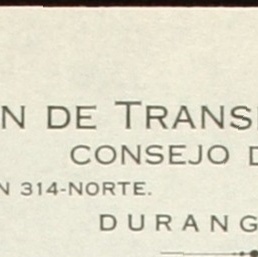 N DE TRANS
CONSEJO D
N 314-NORTE.
DURANG